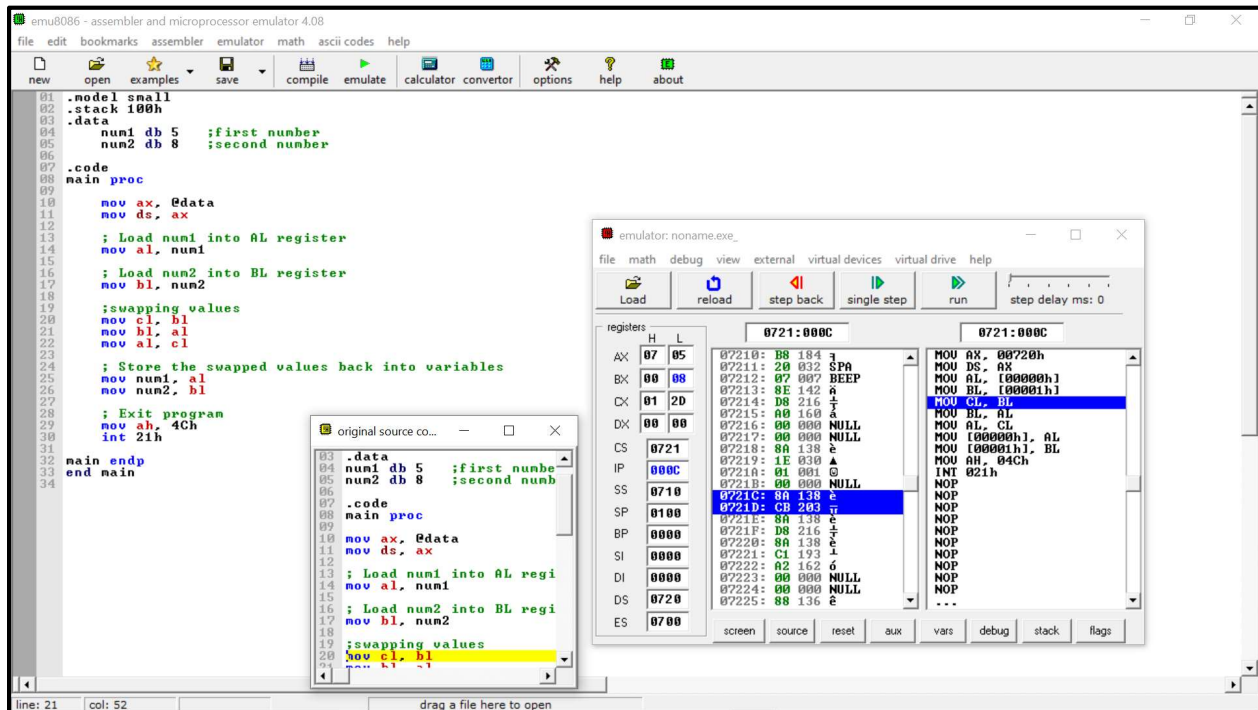 emu8086 - assembler and microprocessor emulator 4.08
file edit bookmarks assembler emulator math ascii codes help
new open examples save compile emulate calculator convertor options help about
01 .model small
02 .stack 100h
03 .data
04 num1 db 5 ;first number
05 num2 db 8 ;second number
06
07 .code
08 main proc
09
10 mov ax, @data
11 mov ds, ax
12
13 ; Load num1 into AL register
14 mov al, num1
15
16 ; Load num2 into BL register
17 mov bl, num2
18
19 ;swapping values
20 mov cl, bl
21 mov bl, al
22 mov al, cl
23
24 ; Store the swapped values back into variables
25 mov num1, al
26 mov num2, bl
27
28 ; Exit program
29 mov ah, 4Ch
30 int 21h
31
32 main endp
33 end main
34
line: 21 col: 52 drag a file here to open
original source co...
03 .data
04 num1 db 5 ;first numbe
05 num2 db 8 ;second numb
06
07 .code
08 main proc
09
10 mov ax, @data
11 mov ds, ax
12
13 ; Load num1 into AL regi
14 mov al, num1
15
16 ; Load num2 into BL regi
17 mov bl, num2
18
19 ;swapping values
20 mov cl, bl
21 mov bl, al
emulator: noname.exe_
file math debug view external virtual devices virtual drive help
Load reload step back single step run step delay ms: 0
registers
H L
AX 07 05
BX 00 08
CX 01 2D
DX 00 00
CS 0721
IP 000C
SS 0710
SP 0100
BP 0000
SI 0000
DI 0000
DS 0720
ES 0700
0721:000C
07210: B8 184 ╕
07211: 20 032 SPA
07212: 07 007 BEEP
07213: 8E 142 Ä
07214: D8 216 ╪
07215: A0 160 á
07216: 00 000 NULL
07217: 00 000 NULL
07218: 8A 138 è
07219: 1E 030 ▲
0721A: 01 001 ☺
0721B: 00 000 NULL
0721C: 8A 138 è
0721D: CB 203 ╦
0721E: 8A 138 è
0721F: D8 216 ╪
07220: 8A 138 è
07221: C1 193 ┴
07222: A2 162 ó
07223: 00 000 NULL
07224: 00 000 NULL
07225: 88 136 ê
0721:000C
MOV AX, 00720h
MOV DS, AX
MOV AL, [00000h]
MOV BL, [00001h]
MOV CL, BL
MOV BL, AL
MOV AL, CL
MOV [00000h], AL
MOV [00001h], BL
MOV AH, 04Ch
INT 021h
NOP
NOP
NOP
NOP
NOP
NOP
NOP
NOP
NOP
NOP
...
screen source reset aux vars debug stack flags